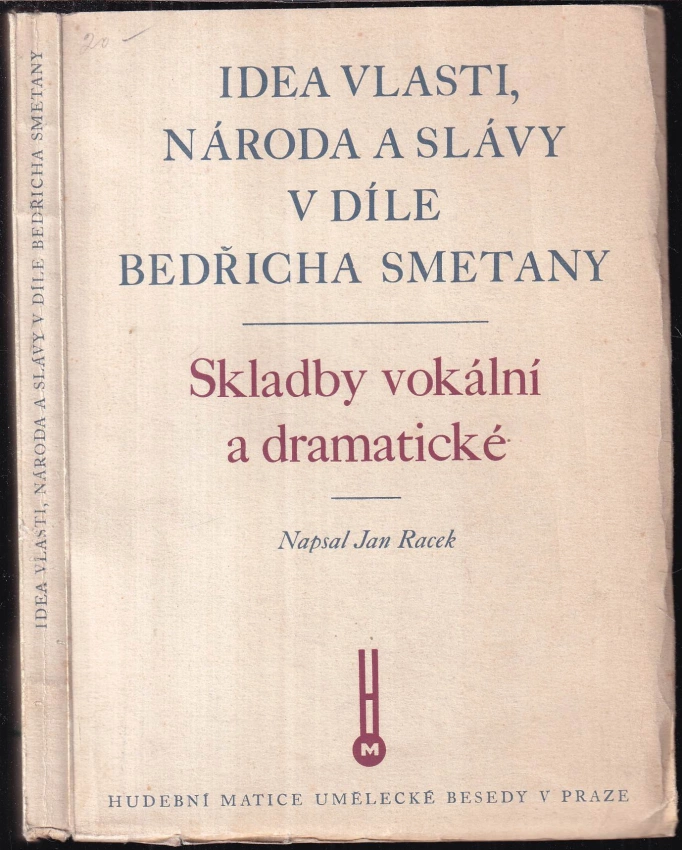 20 –
IDEA VLASTI,
NÁRODA A SLÁVY
V DÍLE
BEDŘICHA SMETANY
Skladby vokální
a dramatické
Napsal Jan Racek
H
M
HUDEBNÍ MATICE UMĚLECKÉ BESEDY V PRAZE
IDEA VLASTI, NÁRODA A SLÁVY V DÍLE BEDŘICHA SMETANY